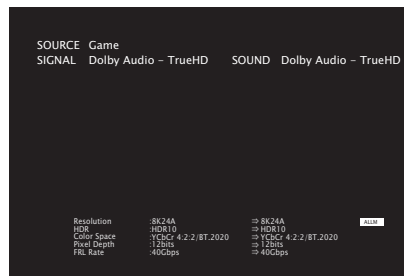 SOURCE Game
SIGNAL Dolby Audio – TrueHD SOUND Dolby Audio – TrueHD
Resolution :8K24A ⇒ 8K24A ALLM
HDR :HDR10 ⇒ HDR10
Color Space :YCbCr 4:2:2/BT.2020 ⇒ YCbCr 4:2:2/BT.2020
Pixel Depth :12bits ⇒ 12bits
FRL Rate :40Gbps ⇒ 40Gbps